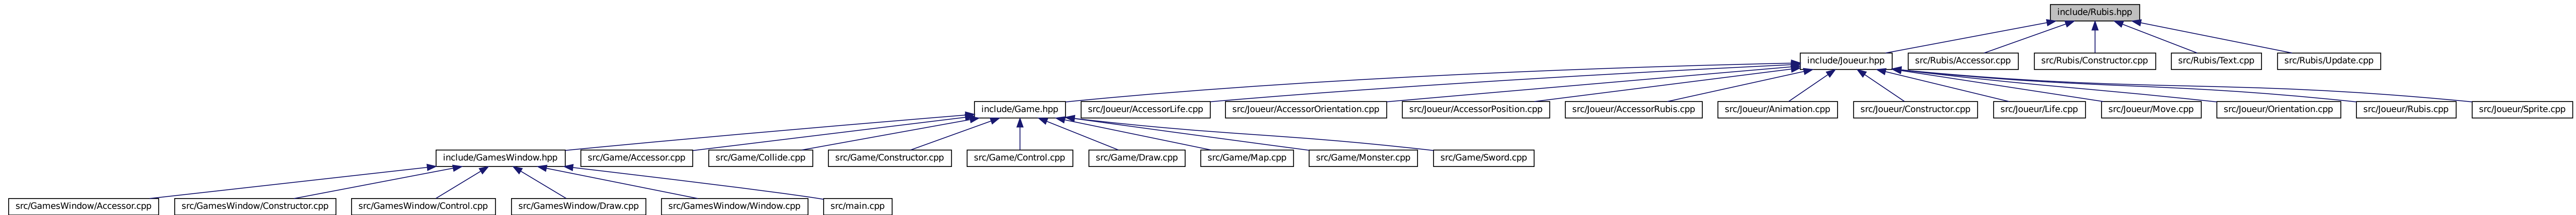 include/Rubis.hpp
include/Joueur.hpp
src/Rubis/Accessor.cpp
src/Rubis/Constructor.cpp
src/Rubis/Text.cpp
src/Rubis/Update.cpp
include/Game.hpp
src/Joueur/AccessorLife.cpp
src/Joueur/AccessorOrientation.cpp
src/Joueur/AccessorPosition.cpp
src/Joueur/AccessorRubis.cpp
src/Joueur/Animation.cpp
src/Joueur/Constructor.cpp
src/Joueur/Life.cpp
src/Joueur/Move.cpp
src/Joueur/Orientation.cpp
src/Joueur/Rubis.cpp
src/Joueur/Sprite.cpp
include/GamesWindow.hpp
src/Game/Accessor.cpp
src/Game/Collide.cpp
src/Game/Constructor.cpp
src/Game/Control.cpp
src/Game/Draw.cpp
src/Game/Map.cpp
src/Game/Monster.cpp
src/Game/Sword.cpp
src/GamesWindow/Accessor.cpp
src/GamesWindow/Constructor.cpp
src/GamesWindow/Control.cpp
src/GamesWindow/Draw.cpp
src/GamesWindow/Window.cpp
src/main.cpp